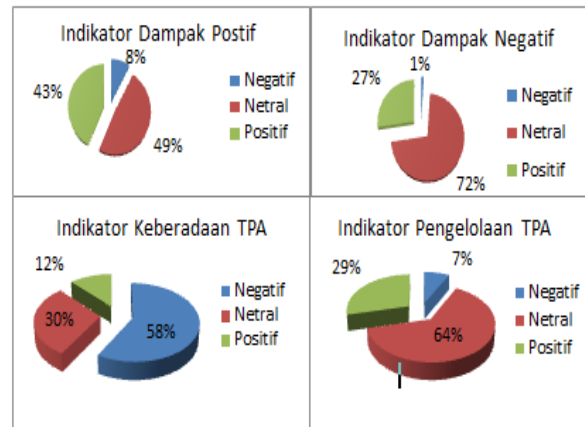 Indikator Dampak Postif
8%
43%
49%
Negatif
Netral
Positif
Indikator Dampak Negatif
1%
27%
72%
Negatif
Netral
Positif
Indikator Keberadaan TPA
12%
30%
58%
Negatif
Netral
Positif
Indikator Pengelolaan TPA
7%
29%
64%
Negatif
Netral
Positif